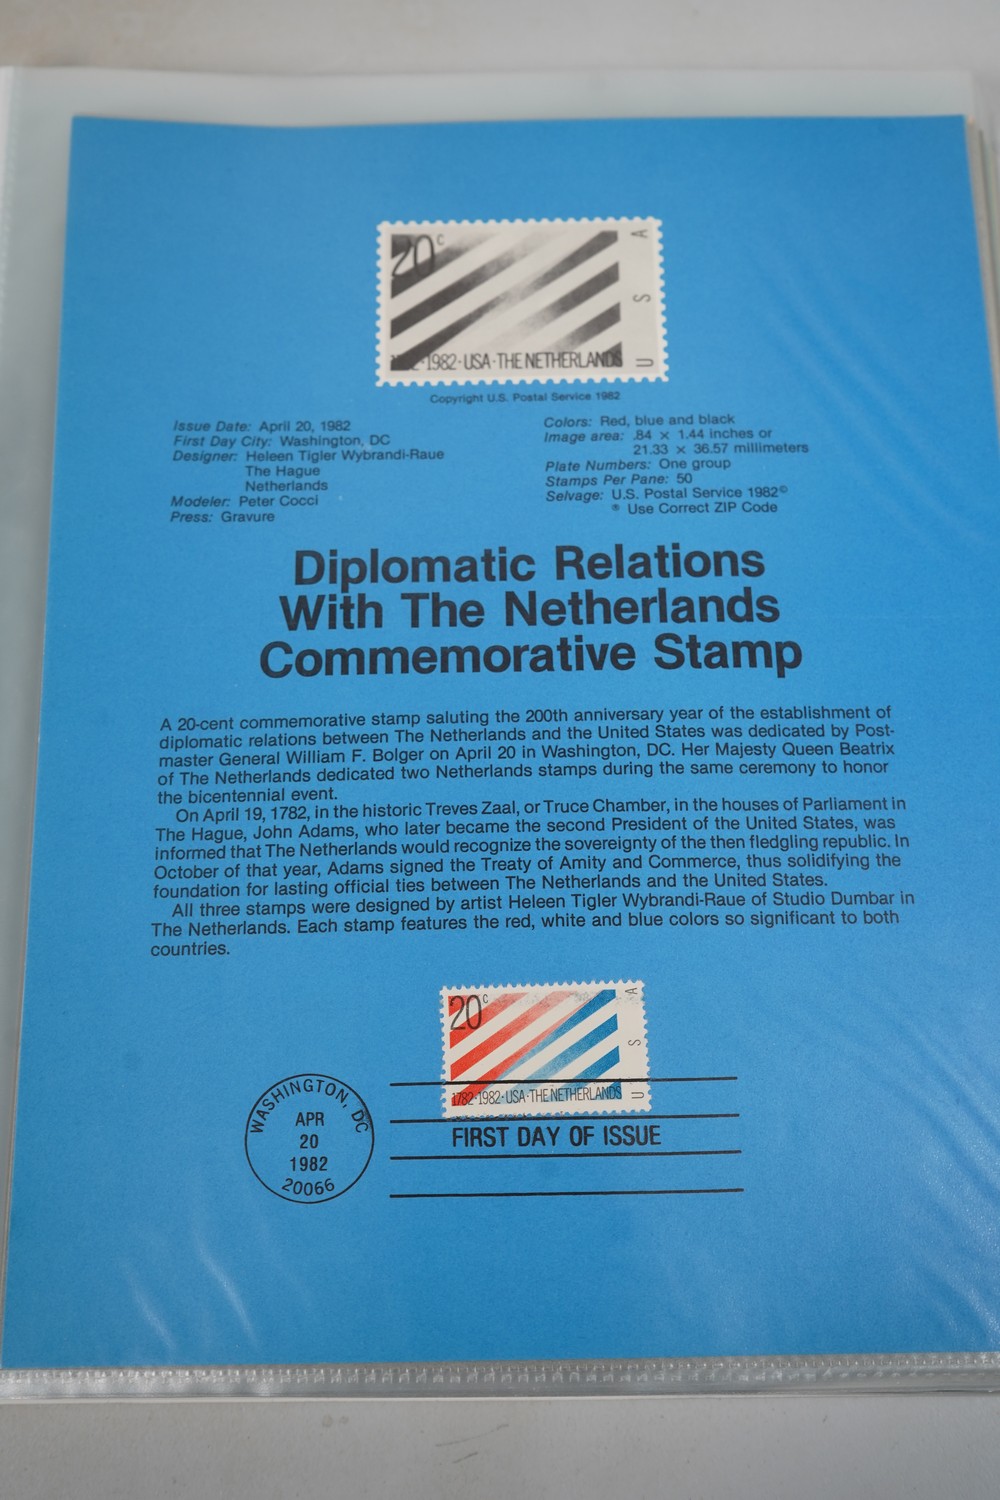 20c
A
S
U
1782·1982·USA·THE NETHERLANDS
Copyright U.S. Postal Service 1982
Issue Date: April 20, 1982
First Day City: Washington, DC
Designer: Heleen Tigler Wybrandi-Raue
The Hague
Netherlands
Modeler: Peter Cocci
Press: Gravure
Colors: Red, blue and black
Image area: .84 × 1.44 inches or
21.33 × 36.57 millimeters
Plate Numbers: One group
Stamps Per Pane: 50
Selvage: U.S. Postal Service 1982©
® Use Correct ZIP Code
Diplomatic Relations
With The Netherlands
Commemorative Stamp
A 20-cent commemorative stamp saluting the 200th anniversary year of the establishment of
diplomatic relations between The Netherlands and the United States was dedicated by Post-
master General William F. Bolger on April 20 in Washington, DC. Her Majesty Queen Beatrix
of The Netherlands dedicated two Netherlands stamps during the same ceremony to honor
the bicentennial event.
On April 19, 1782, in the historic Treves Zaal, or Truce Chamber, in the houses of Parliament in
The Hague, John Adams, who later became the second President of the United States, was
informed that The Netherlands would recognize the sovereignty of the then fledgling republic. In
October of that year, Adams signed the Treaty of Amity and Commerce, thus solidifying the
foundation for lasting official ties between The Netherlands and the United States.
All three stamps were designed by artist Heleen Tigler Wybrandi-Raue of Studio Dumbar in
The Netherlands. Each stamp features the red, white and blue colors so significant to both
countries.
20c
A
S
U
1782·1982·USA·THE NETHERLANDS
WASHINGTON, DC
APR
20
1982
20066
FIRST DAY OF ISSUE